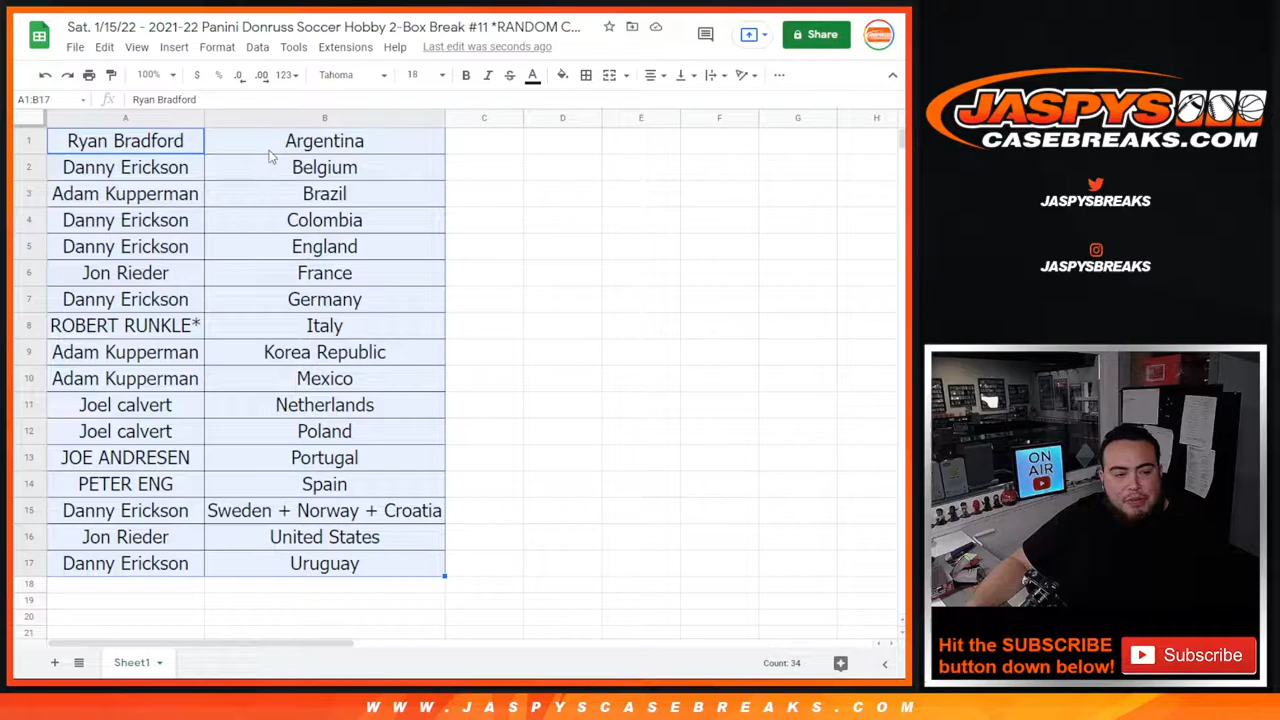 Sat. 1/15/22 - 2021-22 Panini Donruss Soccer Hobby 2-Box Break #11 *RANDOM C...
File Edit View Insert Format Data Tools Extensions Help Last edit was seconds ago
Share
100% $ % .0 .00 123 Tahoma 18 B I S A
A1:B17 fx Ryan Bradford
A B C D E F G H
1 Ryan Bradford Argentina
2 Danny Erickson Belgium
3 Adam Kupperman Brazil
4 Danny Erickson Colombia
5 Danny Erickson England
6 Jon Rieder France
7 Danny Erickson Germany
8 ROBERT RUNKLE* Italy
9 Adam Kupperman Korea Republic
10 Adam Kupperman Mexico
11 Joel calvert Netherlands
12 Joel calvert Poland
13 JOE ANDRESEN Portugal
14 PETER ENG Spain
15 Danny Erickson Sweden + Norway + Croatia
16 Jon Rieder United States
17 Danny Erickson Uruguay
18
19
20
21
Sheet1 Count: 34
JASPYS
CASEBREAKS.COM
JASPYSBREAKS
JASPYSBREAKS
ON
AIR
Hit the SUBSCRIBE
button down below!
Subscribe
WWW.JASPYSCASEBREAKS.COM